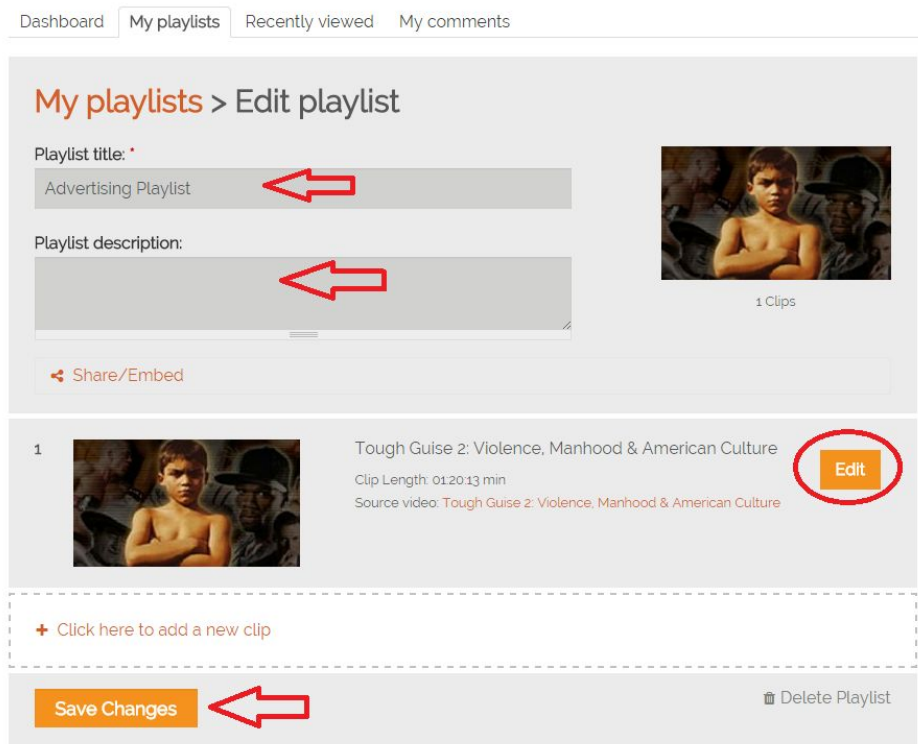 Dashboard My playlists Recently viewed My comments
My playlists > Edit playlist
Playlist title: *
Advertising Playlist
Playlist description:
1 Clips
Share/Embed
1
Tough Guise 2: Violence, Manhood & American Culture
Edit
Clip Length: 01:20:13 min
Source video: Tough Guise 2: Violence, Manhood & American Culture
+ Click here to add a new clip
Save Changes
Delete Playlist